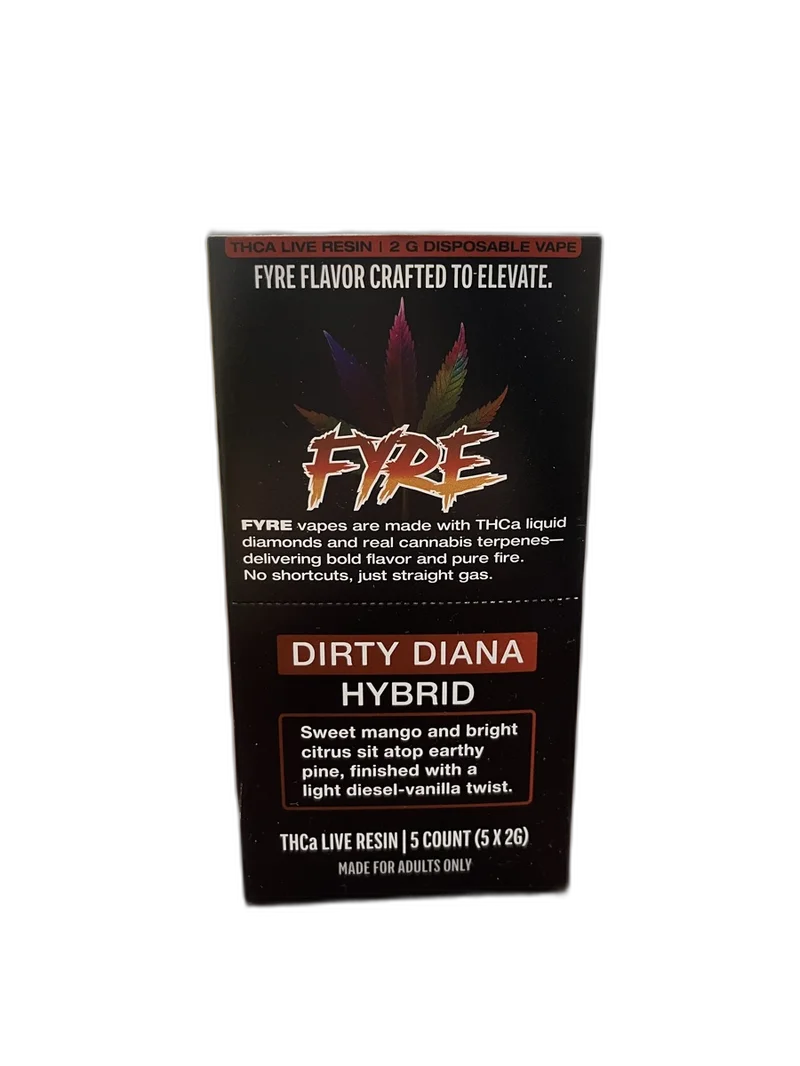 THCA LIVE RESIN | 2 G DISPOSABLE VAPE
FYRE FLAVOR CRAFTED TO ELEVATE.
FYRE
FYRE vapes are made with THCa liquid
diamonds and real cannabis terpenes—
delivering bold flavor and pure fire.
No shortcuts, just straight gas.
DIRTY DIANA
HYBRID
Sweet mango and bright
citrus sit atop earthy
pine, finished with a
light diesel-vanilla twist.
THCa LIVE RESIN | 5 COUNT (5 X 2G)
MADE FOR ADULTS ONLY